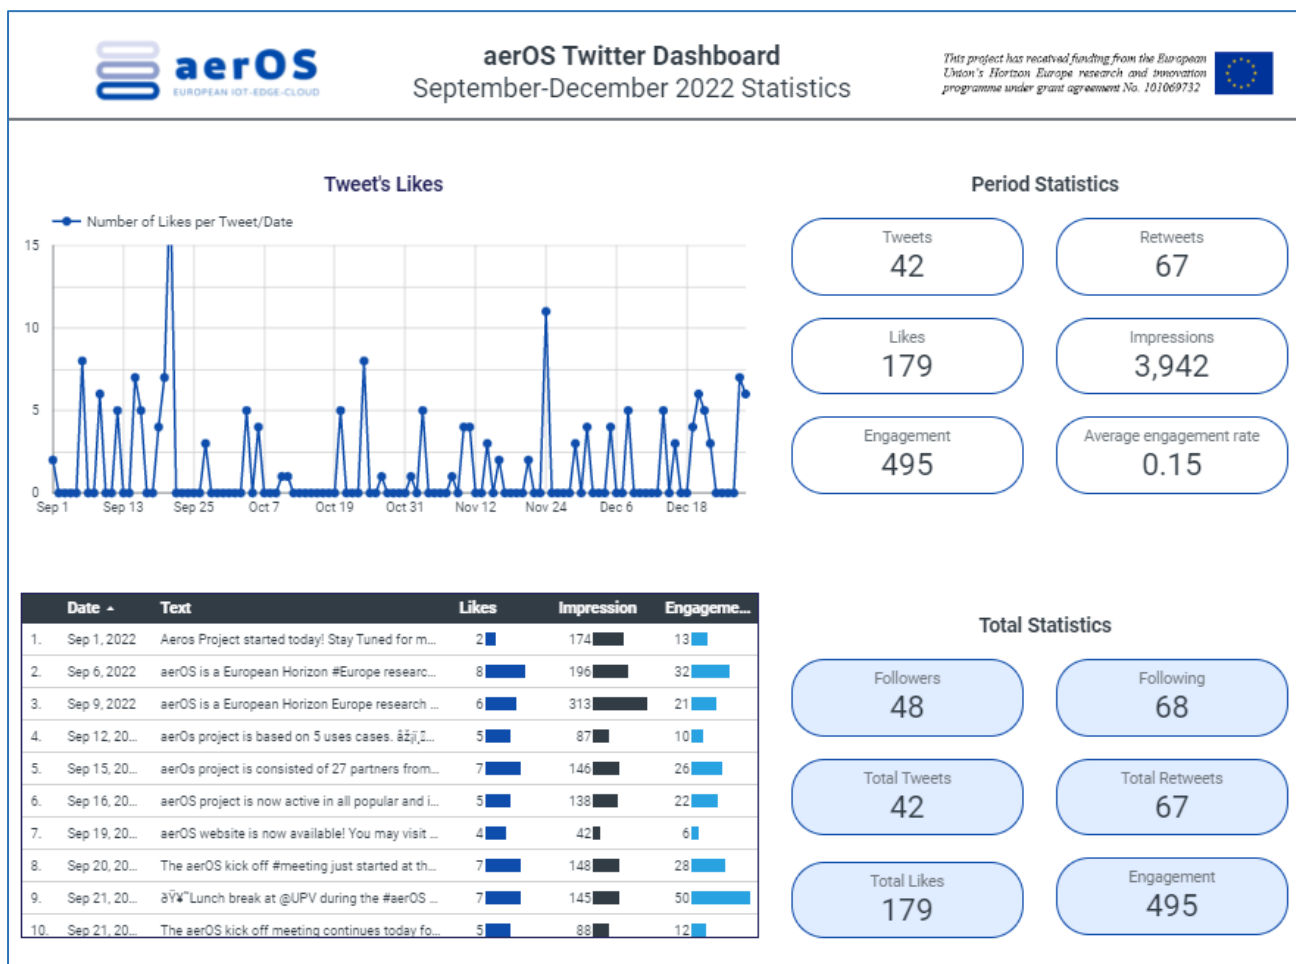 aerOS
EUROPEAN IOT-EDGE-CLOUD
aerOS Twitter Dashboard
September-December 2022 Statistics
This project has received funding from the European
Union's Horizon Europe research and innovation
programme under grant agreement No. 101069732
Tweet's Likes
Number of Likes per Tweet/Date
15
10
5
0
Sep 1 Sep 13 Sep 25 Oct 7 Oct 19 Oct 31 Nov 12 Nov 24 Dec 6 Dec 18
Period Statistics
Tweets
42
Retweets
67
Likes
179
Impressions
3,942
Engagement
495
Average engagement rate
0.15
Date Text Likes Impression Engageme...
1. Sep 1, 2022 Aeros Project started today! Stay Tuned for m... 2 174 13
2. Sep 6, 2022 aerOS is a European Horizon #Europe researc... 8 196 32
3. Sep 9, 2022 aerOS is a European Horizon Europe research ... 6 313 21
4. Sep 12, 20... aerOs project is based on 5 uses cases. 5 87 10
5. Sep 15, 20... aerOs project is consisted of 27 partners from... 7 146 26
6. Sep 16, 20... aerOS project is now active in all popular and i... 5 138 22
7. Sep 19, 20... aerOS website is now available! You may visit ... 4 42 6
8. Sep 20, 20... The aerOS kick off #meeting just started at th... 7 148 28
9. Sep 21, 20... Lunch break at @UPV during the #aerOS ... 7 145 50
10. Sep 21, 20... The aerOS kick off meeting continues today fo... 5 88 12
Total Statistics
Followers
48
Following
68
Total Tweets
42
Total Retweets
67
Total Likes
179
Engagement
495